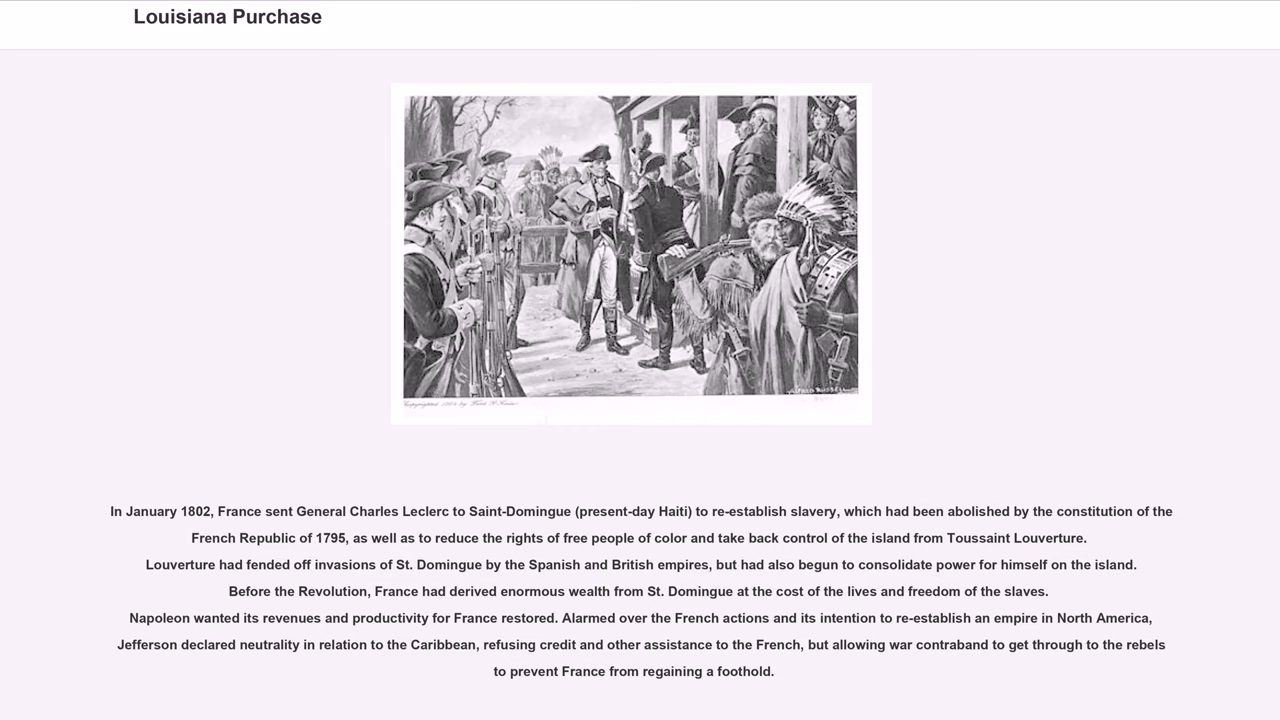 Louisiana Purchase
In January 1802, France sent General Charles Leclerc to Saint-Domingue (present-day Haiti) to re-establish slavery, which had been abolished by the constitution of the
French Republic of 1795, as well as to reduce the rights of free people of color and take back control of the island from Toussaint Louverture.
Louverture had fended off invasions of St. Domingue by the Spanish and British empires, but had also begun to consolidate power for himself on the island.
Before the Revolution, France had derived enormous wealth from St. Domingue at the cost of the lives and freedom of the slaves.
Napoleon wanted its revenues and productivity for France restored. Alarmed over the French actions and its intention to re-establish an empire in North America,
Jefferson declared neutrality in relation to the Caribbean, refusing credit and other assistance to the French, but allowing war contraband to get through to the rebels
to prevent France from regaining a foothold.